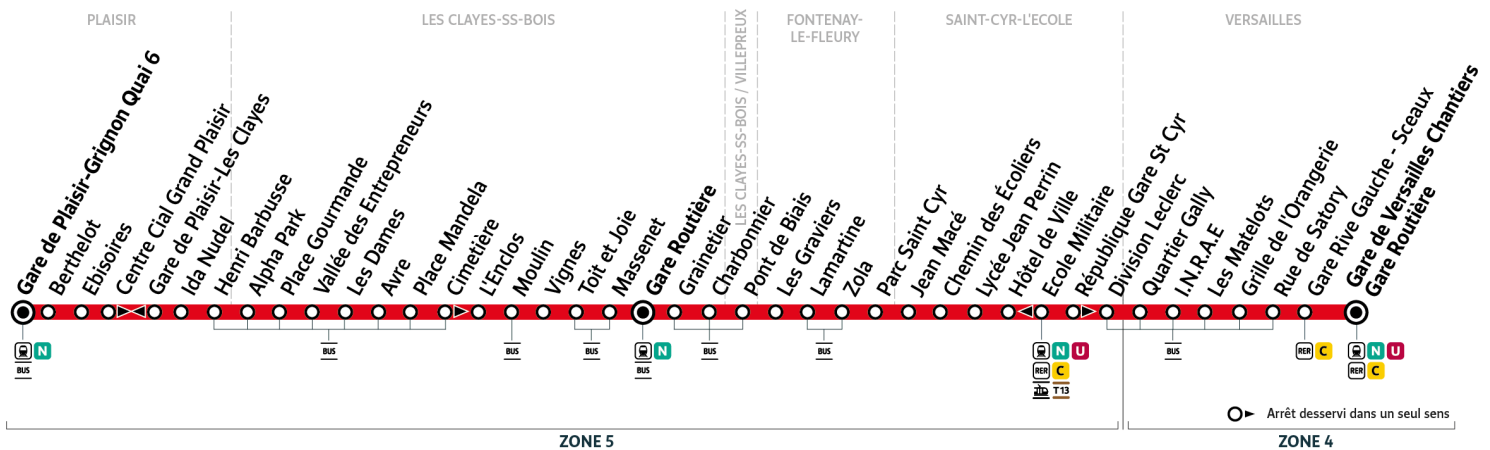 PLAISIR
LES CLAYES-SS-BOIS
LES CLAYES-SS-BOIS / VILLEPREUX
FONTENAY-
LE-FLEURY
SAINT-CYR-L'ECOLE
VERSAILLES
Gare de Plaisir-Grignon Quai 6
Berthelot
Ebisoires
Centre Cial Grand Plaisir
Gare de Plaisir-Les Clayes
Ida Nudel
Henri Barbusse
Alpha Park
Place Gourmande
Vallée des Entrepreneurs
Les Dames
Avre
Place Mandela
Cimetière
L'Enclos
Moulin
Vignes
Toit et Joie
Massenet
Gare Routière
Grainetier
Charbonnier
Pont de Biais
Les Graviers
Lamartine
Zola
Parc Saint Cyr
Jean Macé
Chemin des Écoliers
Lycée Jean Perrin
Hôtel de Ville
Ecole Militaire
République Gare St Cyr
Division Leclerc
Quartier Gally
I.N.R.A.E
Les Matelots
Grille de l'Orangerie
Rue de Satory
Gare Rive Gauche - Sceaux
Gare de Versailles Chantiers
Gare Routière
N
BUS
BUS
BUS
BUS
N
BUS
BUS
BUS
N U
RER C
T13
BUS
RER C
N U
RER C
Arrêt desservi dans un seul sens
ZONE 5
ZONE 4